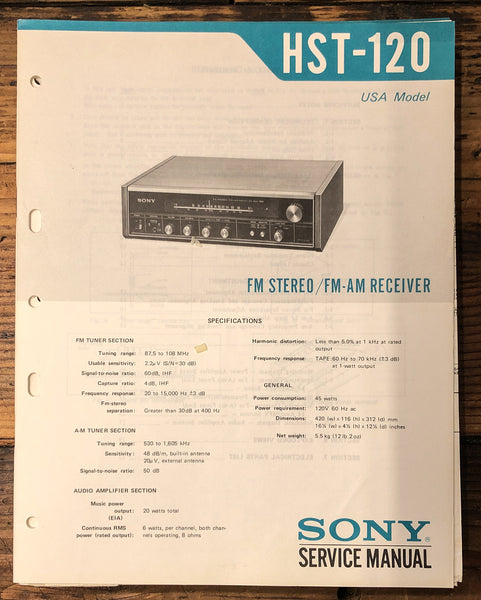 HST-120
USA Model
SONY
FM STEREO/FM-AM RECEIVER
SPECIFICATIONS
FM TUNER SECTION
Tuning range: 87.5 to 108 MHz
Usable sensitivity: 2.2µV (S/N=30 dB)
Signal-to-noise ratio: 60dB, IHF
Capture ratio: 4dB, IHF
Frequency response: 20 to 15,000 Hz ±3 dB
Fm-stereo
separation: Greater than 30dB at 400 Hz
A-M TUNER SECTION
Tuning range: 530 to 1,605 kHz
Sensitivity: 48 dB/m, built-in antenna
20µV, external antenna
Signal-to-noise ratio: 50 dB
AUDIO AMPLIFIER SECTION
Music power
output: 20 watts total
(EIA)
Continuous RMS 6 watts, per channel, both chan-
power (rated output): nels operating, 8 ohms
Harmonic distortion: Less than 5.0% at 1 kHz at rated
output
Frequency response: TAPE:60 Hz to 70 kHz (±3 dB)
at 1-watt output
GENERAL
Power consumption: 45 watts
Power requirement: 120V 60 Hz ac
Dimensions: 420 (w) x 116 (h) x 312 (d) mm
16½ (w) x 4⅝ (h) x 12¼ (d) inches
Net weight: 5.5 kg (12 lb 2 oz)
SONY®
SERVICE MANUAL